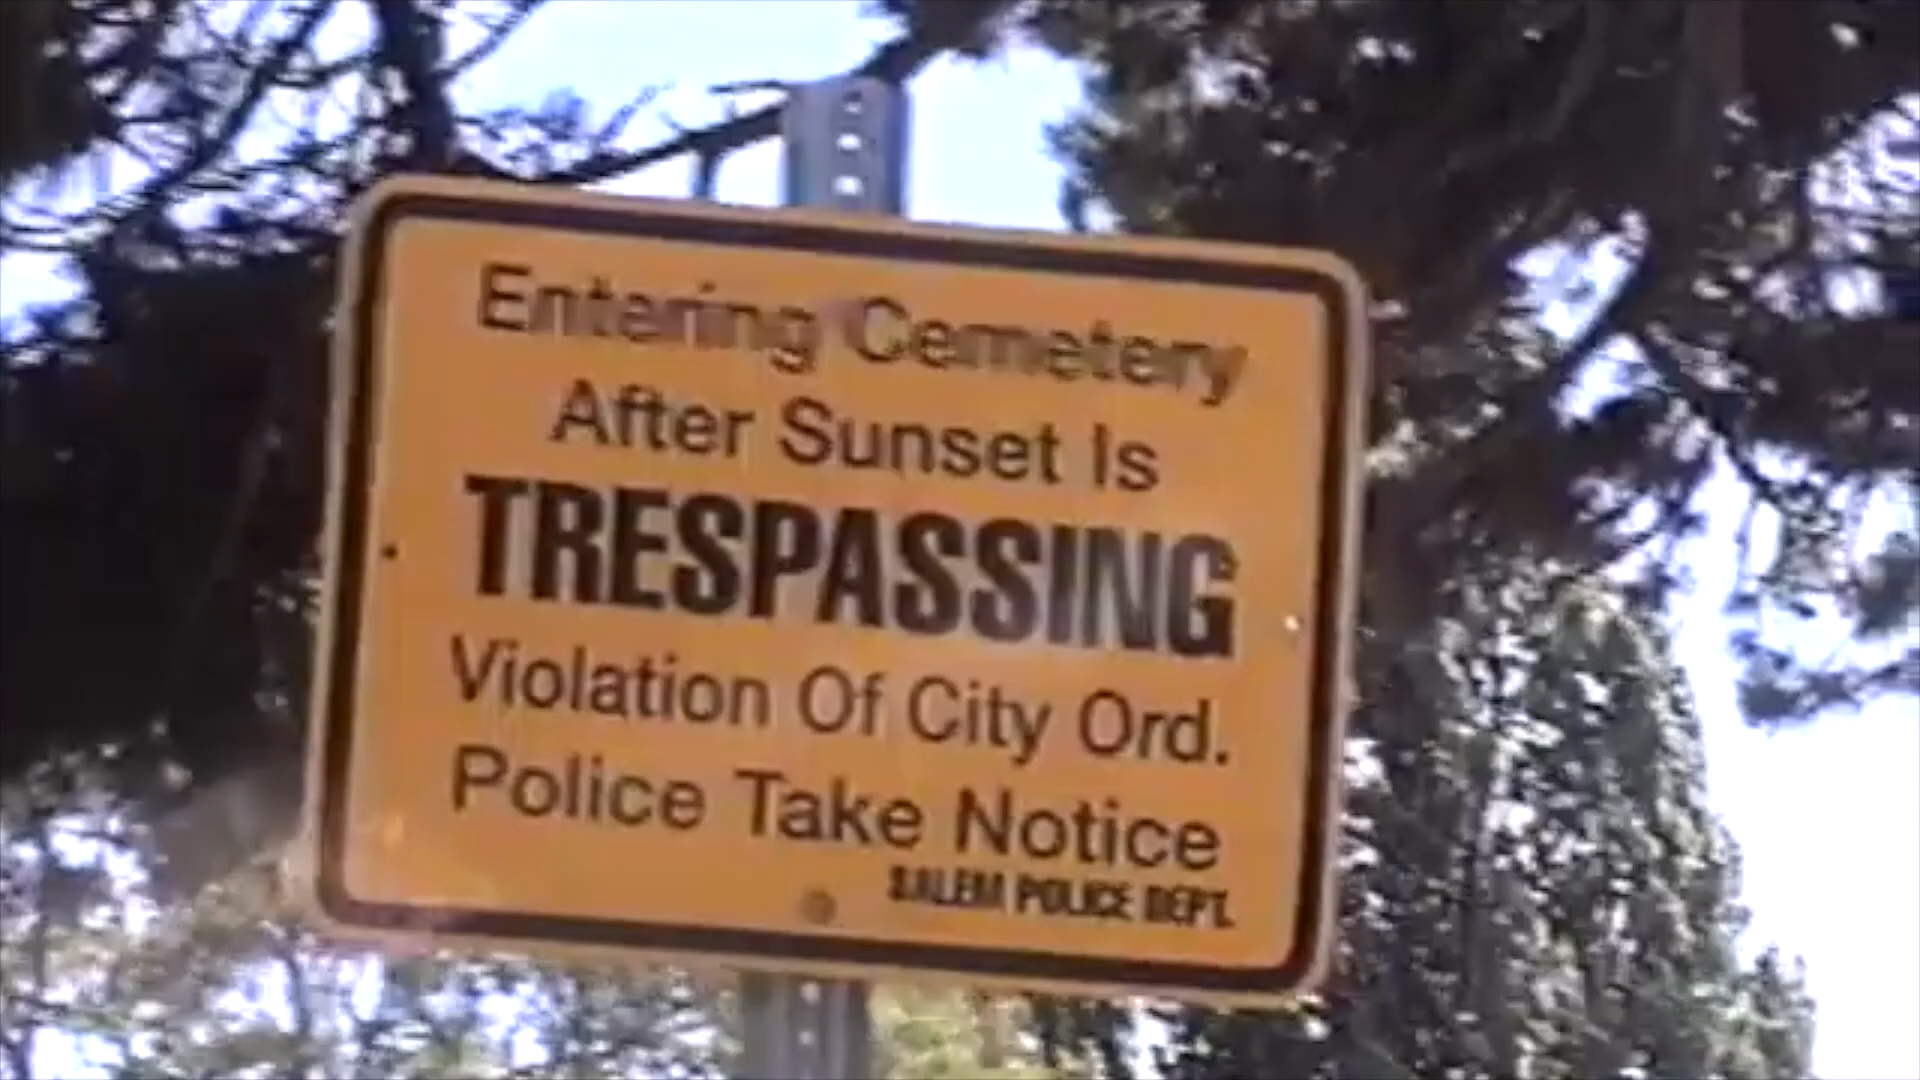 Entering Cemetery
After Sunset Is
TRESPASSING
Violation Of City Ord.
Police Take Notice
SALEM POLICE DEPT.